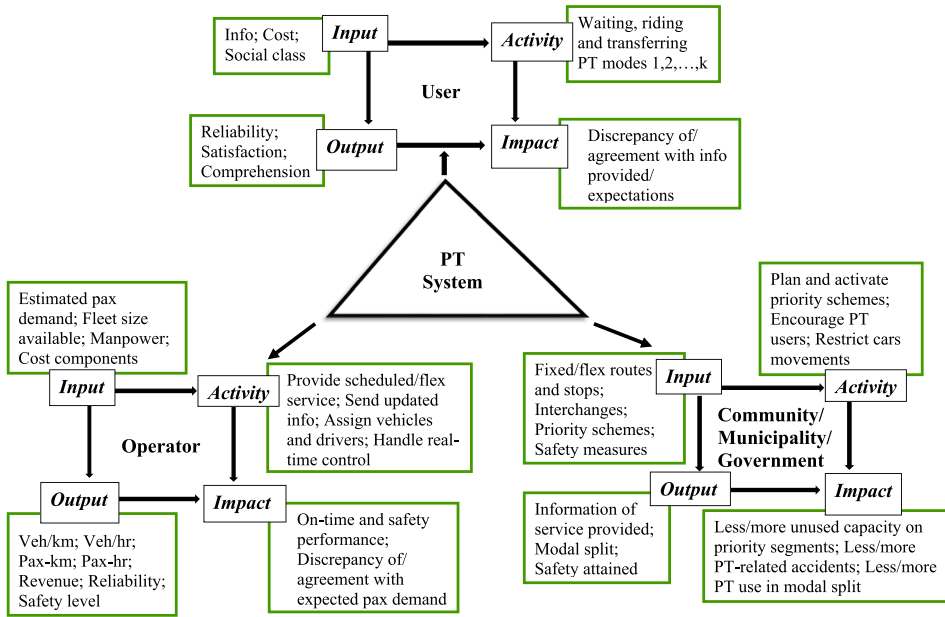 Info; Cost;
Social class
Input
Activity
Waiting, riding
and transferring
PT modes 1,2,…,k
User
Reliability;
Satisfaction;
Comprehension
Output
Impact
Discrepancy of/
agreement with info
provided/
expectations
PT
System
Estimated pax
demand; Fleet size
available; Manpower;
Cost components
Input
Activity
Provide scheduled/flex
service; Send updated
info; Assign vehicles
and drivers; Handle real-
time control
Operator
Output
Impact
Veh/km; Veh/hr;
Pax-km; Pax-hr;
Revenue; Reliability;
Safety level
On-time and safety
performance;
Discrepancy of/
agreement with
expected pax demand
Plan and activate
priority schemes;
Encourage PT
users; Restrict cars
movements
Fixed/flex routes
and stops;
Interchanges;
Priority schemes;
Safety measures
Input
Activity
Community/
Municipality/
Government
Output
Impact
Information of
service provided;
Modal split;
Safety attained
Less/more unused capacity on
priority segments; Less/more
PT-related accidents; Less/more
PT use in modal split